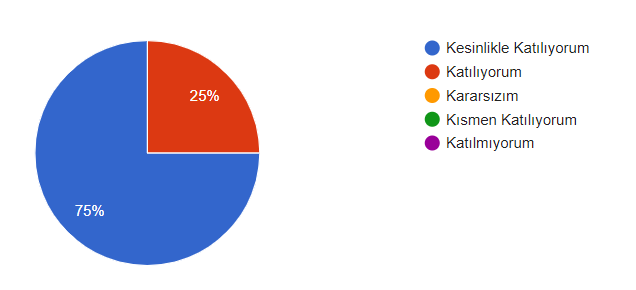 25%
75%
Kesinlikle Katılıyorum
Katılıyorum
Kararsızım
Kısmen Katılıyorum
Katılmıyorum